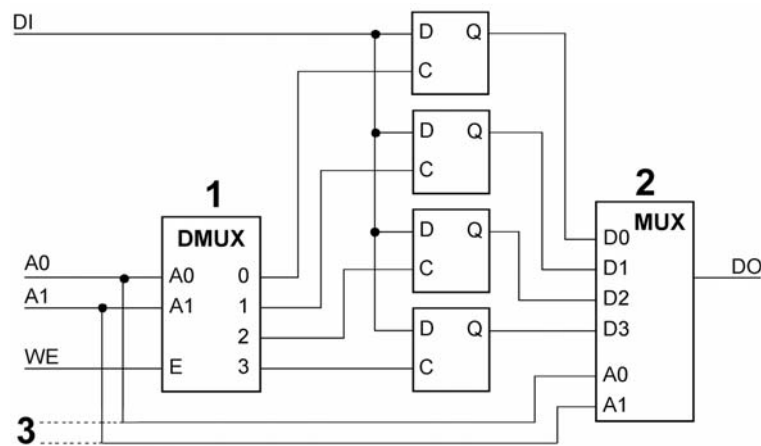 DI
D Q
C
D Q
C
1
2
DMUX
MUX
D Q
C
A0
A0 0
D0
A1
A1 1
D1
DO
2
D2
D Q
D3
WE
E 3
C
A0
A1
3